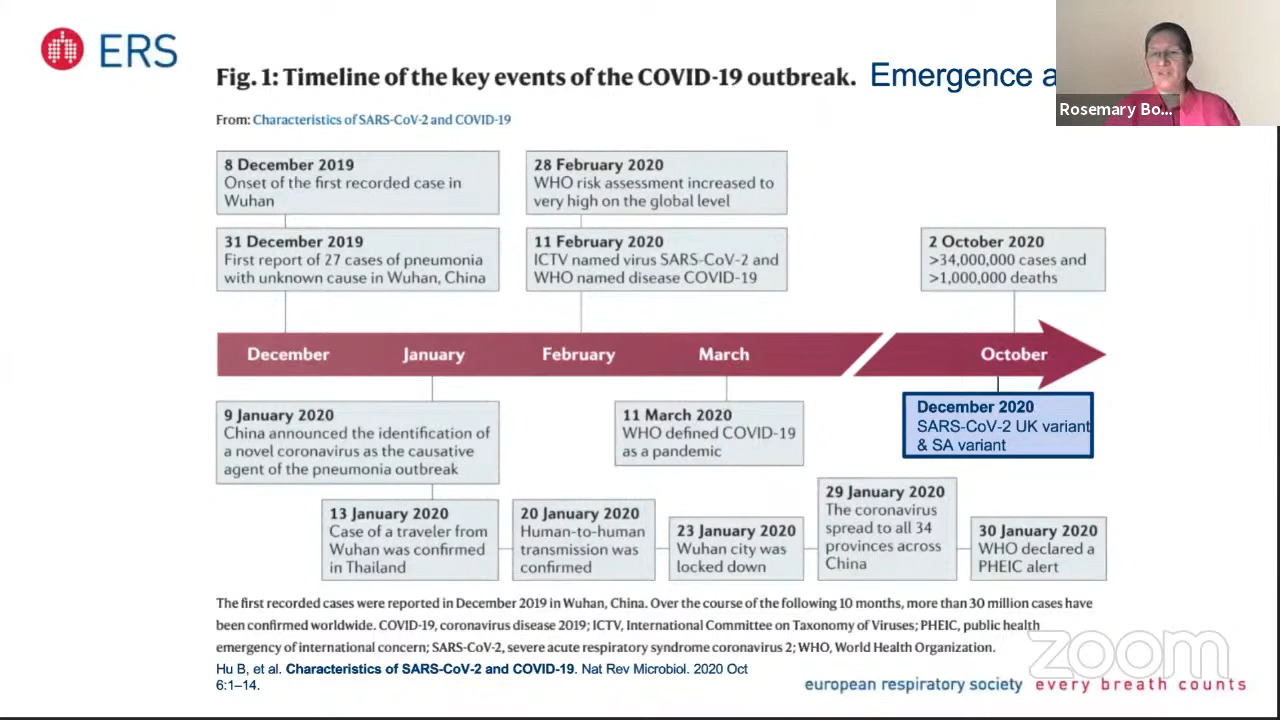 ERS
Fig. 1: Timeline of the key events of the COVID-19 outbreak. Emergence a
Rosemary Bo...
From: Characteristics of SARS-CoV-2 and COVID-19
8 December 2019
Onset of the first recorded case in
Wuhan
28 February 2020
WHO risk assessment increased to
very high on the global level
31 December 2019
First report of 27 cases of pneumonia
with unknown cause in Wuhan, China
11 February 2020
ICTV named virus SARS-CoV-2 and
WHO named disease COVID-19
2 October 2020
>34,000,000 cases and
>1,000,000 deaths
December January February March October
9 January 2020
China announced the identification of
a novel coronavirus as the causative
agent of the pneumonia outbreak
11 March 2020
WHO defined COVID-19
as a pandemic
December 2020
SARS-CoV-2 UK variant
& SA variant
13 January 2020
Case of a traveler from
Wuhan was confirmed
in Thailand
20 January 2020
Human-to-human
transmission was
confirmed
23 January 2020
Wuhan city was
locked down
29 January 2020
The coronavirus
spread to all 34
provinces across
China
30 January 2020
WHO declared a
PHEIC alert
The first recorded cases were reported in December 2019 in Wuhan, China. Over the course of the following 10 months, more than 30 million cases have
been confirmed worldwide. COVID-19, coronavirus disease 2019; ICTV, International Committee on Taxonomy of Viruses; PHEIC, public health
emergency of international concern; SARS-CoV-2, severe acute respiratory syndrome coronavirus 2; WHO, World Health Organization.
Hu B, et al. Characteristics of SARS-CoV-2 and COVID-19. Nat Rev Microbiol. 2020 Oct
6:1–14.
zoom
european respiratory society every breath counts